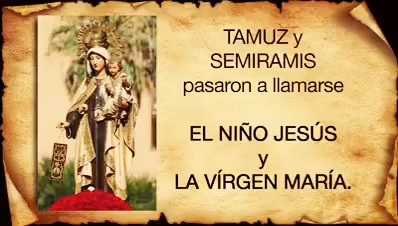 TAMUZ y
SEMIRAMIS
pasaron a llamarse
EL NIÑO JESÚS
y
LA VÍRGEN MARÍA.